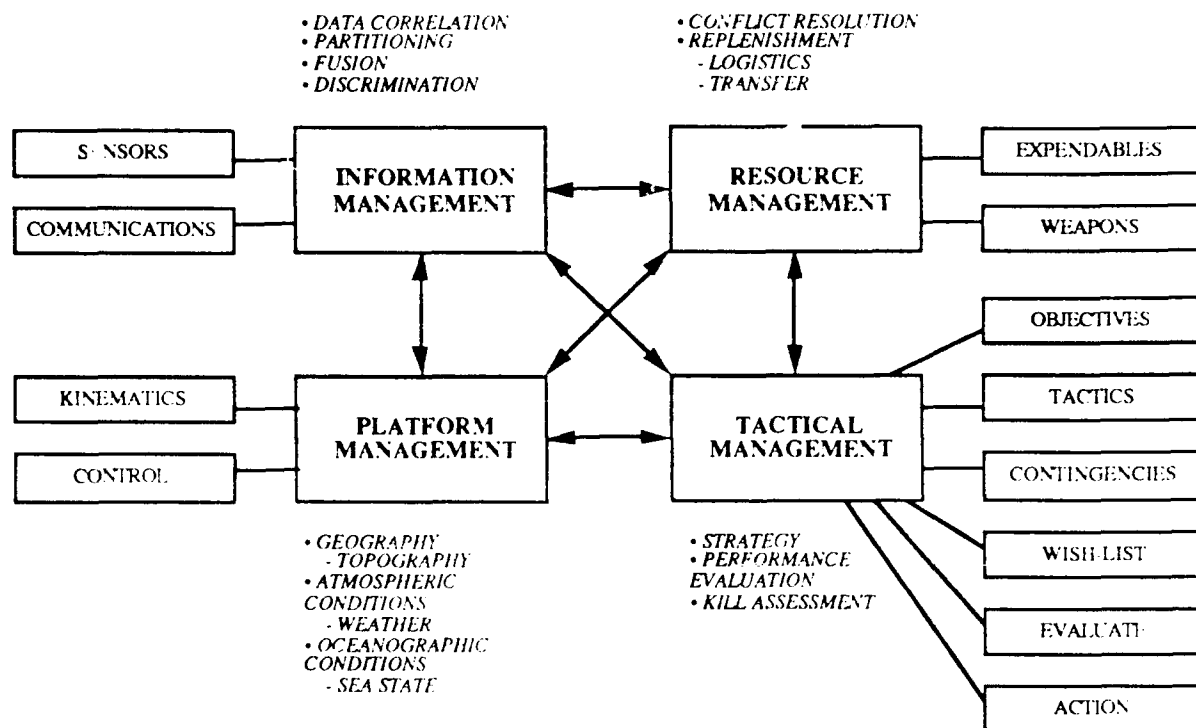 • DATA CORRELATION
• PARTITIONING
• FUSION
• DISCRIMINATION
• CONFLICT RESOLUTION
• REPLENISHMENT
- LOGISTICS
- TRANSFER
SENSORS
COMMUNICATIONS
INFORMATION
MANAGEMENT
RESOURCE
MANAGEMENT
EXPENDABLES
WEAPONS
OBJECTIVES
KINEMATICS
CONTROL
PLATFORM
MANAGEMENT
TACTICAL
MANAGEMENT
TACTICS
CONTINGENCIES
WISH-LIST
EVALUATE
ACTION
• GEOGRAPHY
- TOPOGRAPHY
• ATMOSPHERIC
CONDITIONS
- WEATHER
• OCEANOGRAPHIC
CONDITIONS
- SEA STATE
• STRATEGY
• PERFORMANCE
EVALUATION
• KILL ASSESSMENT